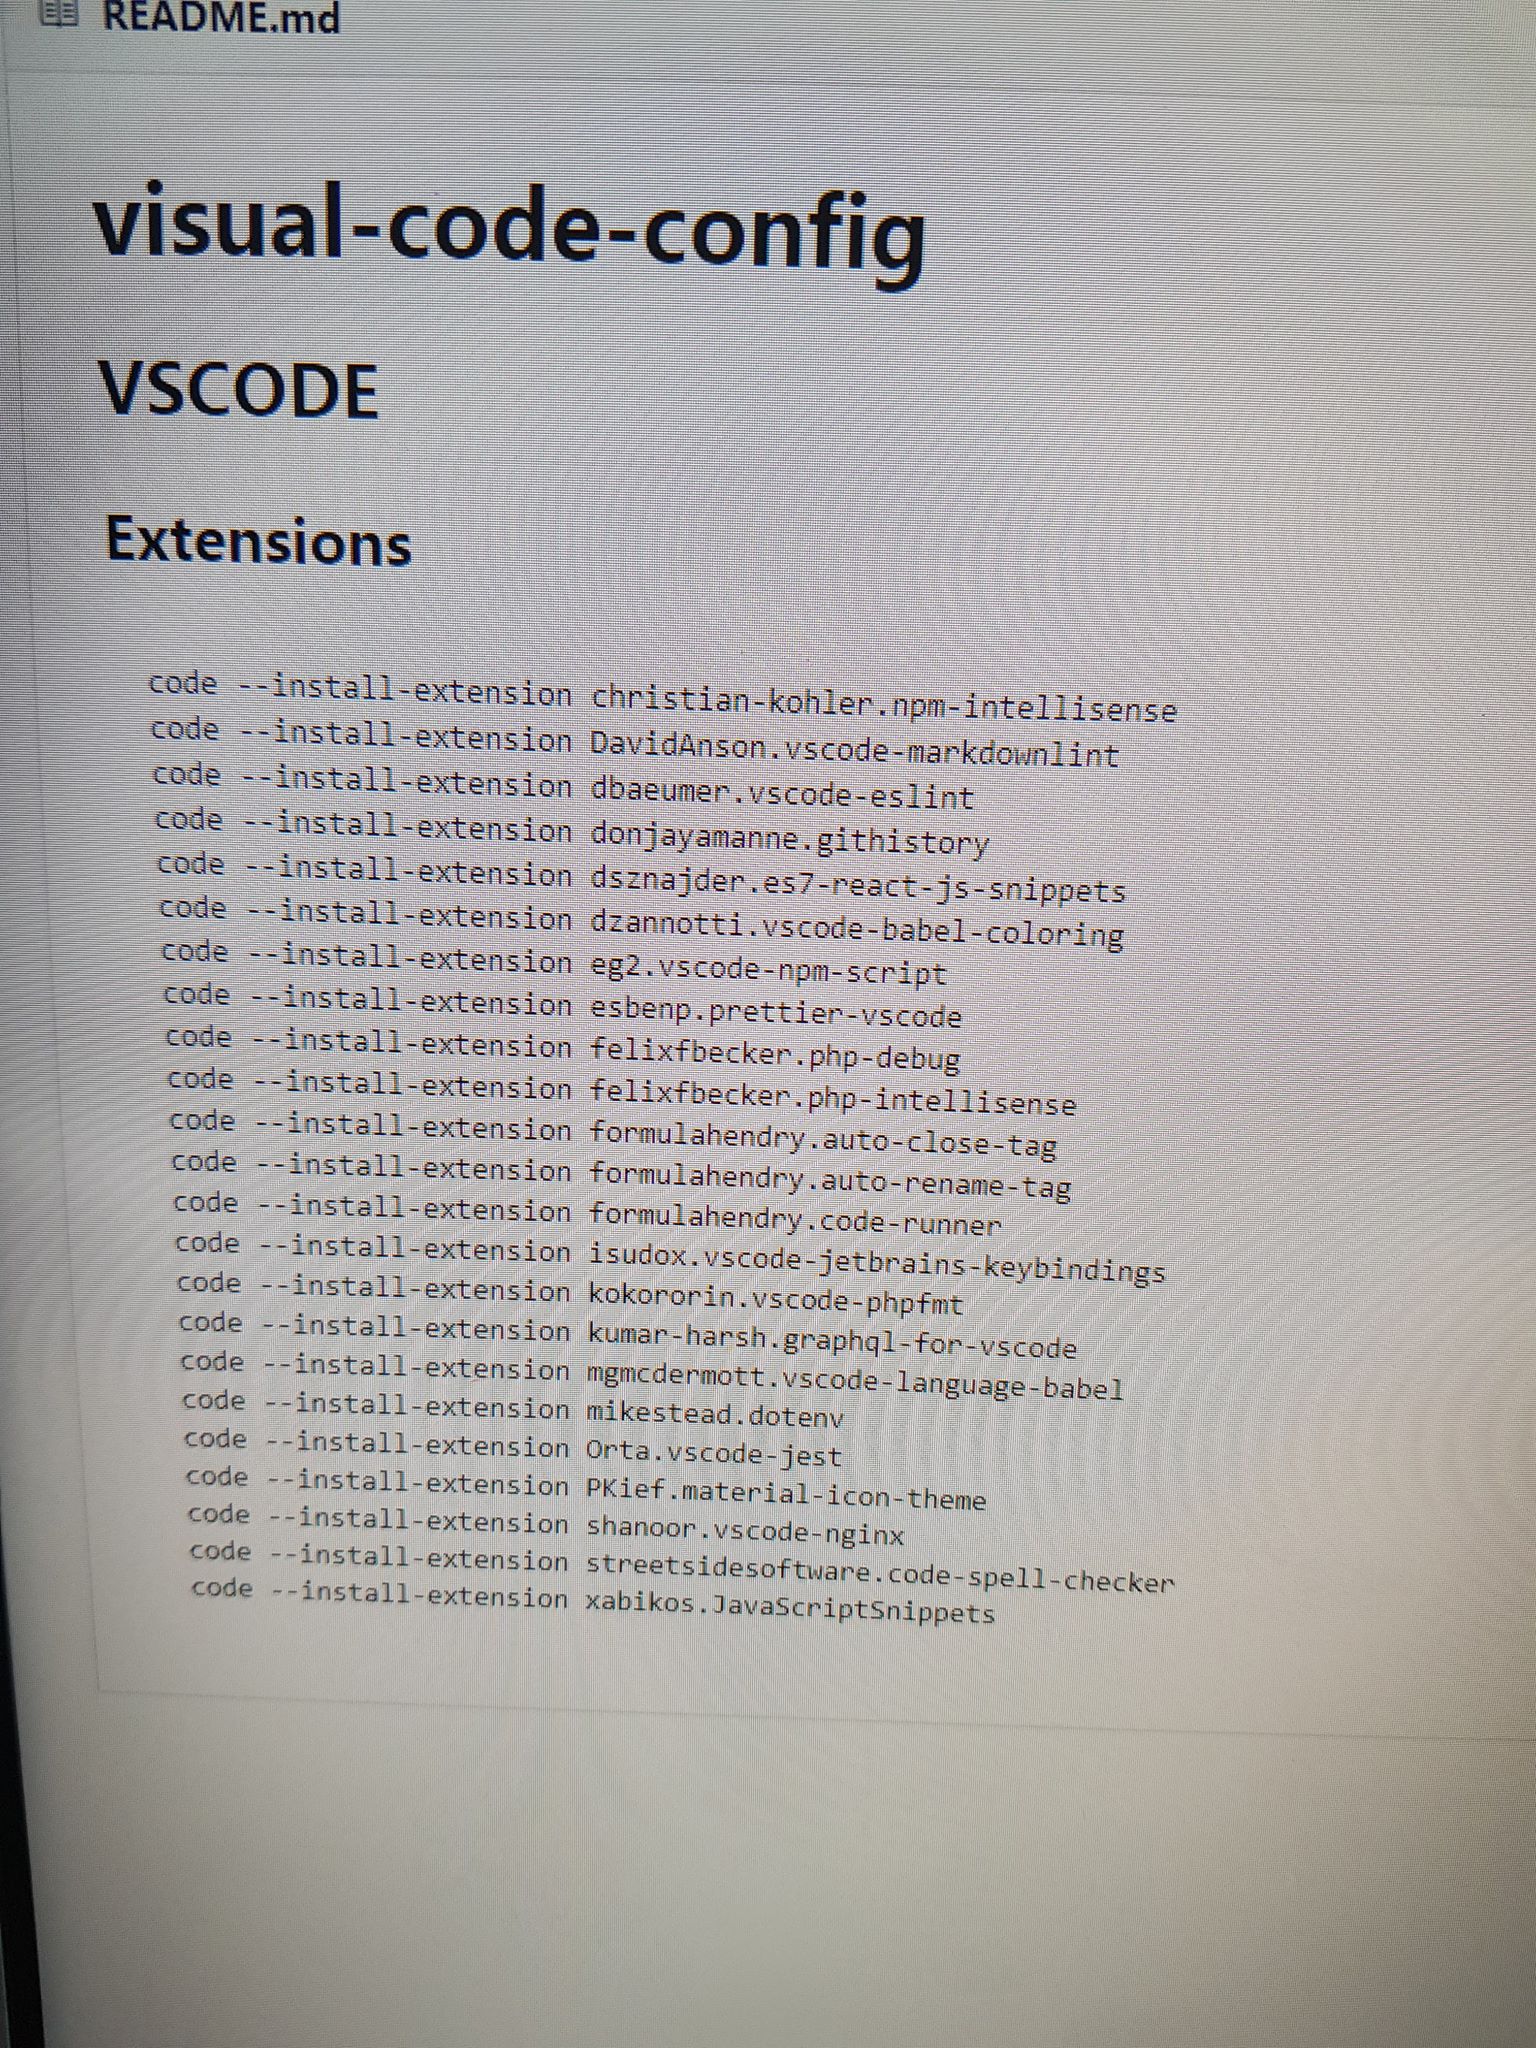 README.md
visual-code-config
VSCODE
Extensions
code --install-extension christian-kohler.npm-intellisense
code --install-extension DavidAnson.vscode-markdownlint
code --install-extension dbaeumer.vscode-eslint
code --install-extension donjayamanne.githistory
code --install-extension dsznajder.es7-react-js-snippets
code --install-extension dzannotti.vscode-babel-coloring
code --install-extension eg2.vscode-npm-script
code --install-extension esbenp.prettier-vscode
code --install-extension felixfbecker.php-debug
code --install-extension felixfbecker.php-intellisense
code --install-extension formulahendry.auto-close-tag
code --install-extension formulahendry.auto-rename-tag
code --install-extension formulahendry.code-runner
code --install-extension isudox.vscode-jetbrains-keybindings
code --install-extension kokororin.vscode-phpfmt
code --install-extension kumar-harsh.graphql-for-vscode
code --install-extension mgmcdermott.vscode-language-babel
code --install-extension mikestead.dotenv
code --install-extension Orta.vscode-jest
code --install-extension PKief.material-icon-theme
code --install-extension shanoor.vscode-nginx
code --install-extension streetsidesoftware.code-spell-checker
code --install-extension xabikos.JavaScriptSnippets